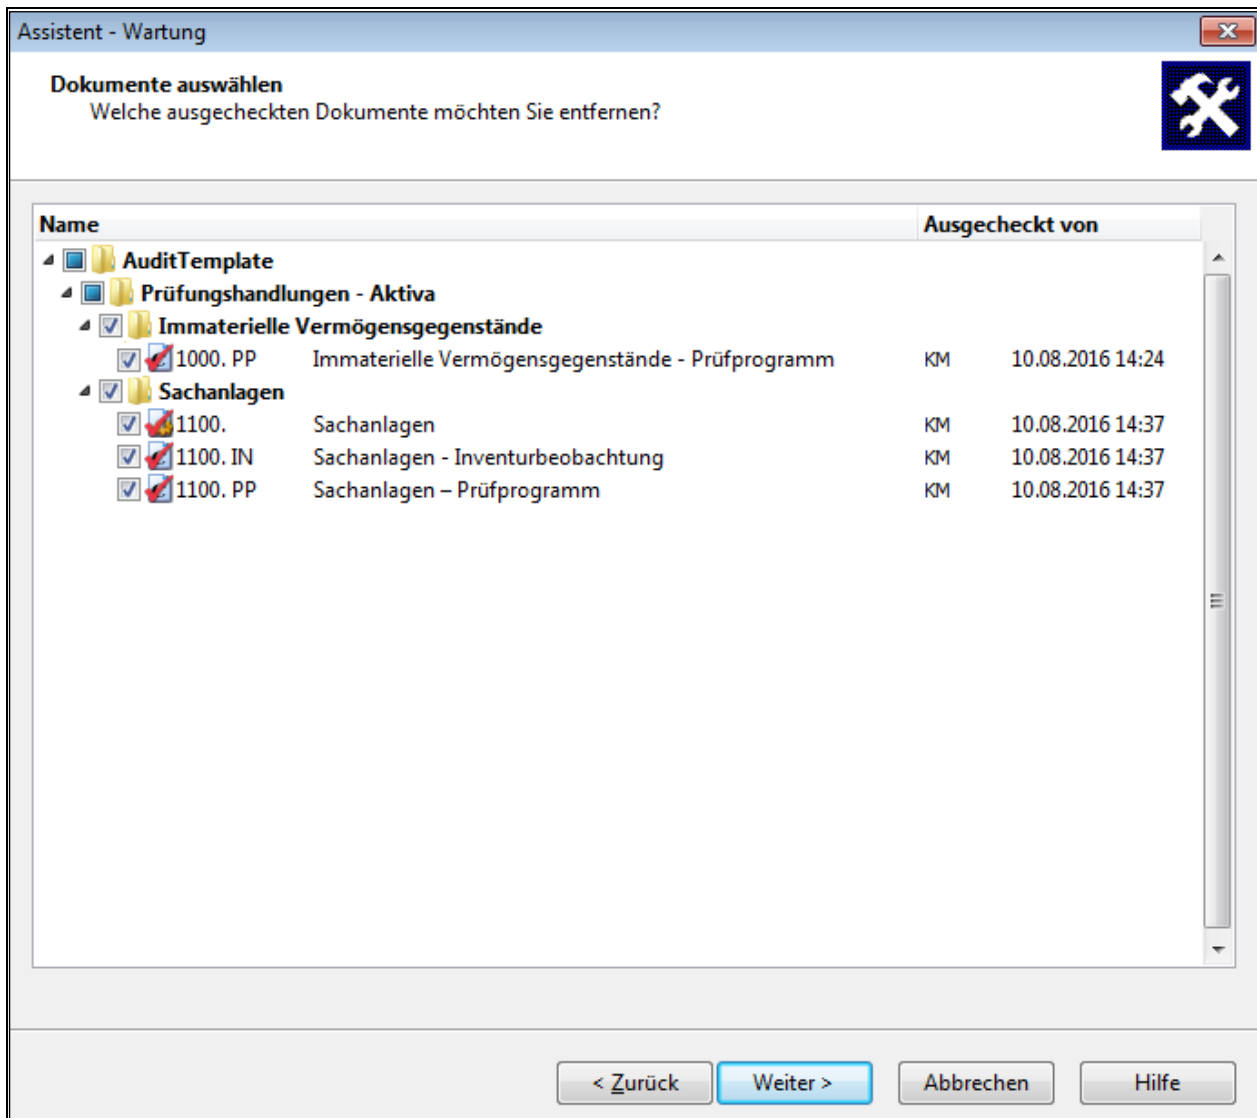 Assistent - Wartung
Dokumente auswählen
Welche ausgecheckten Dokumente möchten Sie entfernen?
Name Ausgecheckt von
AuditTemplate
Prüfungshandlungen - Aktiva
Immaterielle Vermögensgegenstände
1000. PP Immaterielle Vermögensgegenstände - Prüfprogramm KM 10.08.2016 14:24
Sachanlagen
1100. Sachanlagen KM 10.08.2016 14:37
1100. IN Sachanlagen - Inventurbeobachtung KM 10.08.2016 14:37
1100. PP Sachanlagen – Prüfprogramm KM 10.08.2016 14:37
< Zurück Weiter > Abbrechen Hilfe